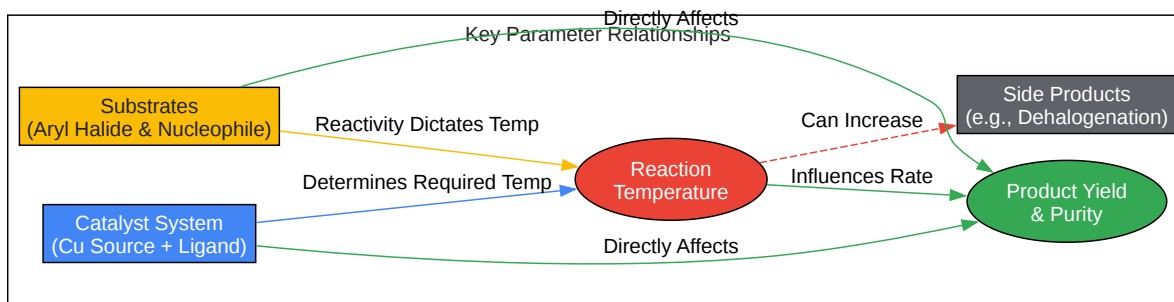 Directly Affects
Key Parameter Relationships
Substrates
(Aryl Halide & Nucleophile)
Side Products
(e.g., Dehalogenation)
Reactivity Dictates Temp
Can Increase
Reaction
Temperature
Determines Required Temp
Influences Rate
Product Yield
& Purity
Catalyst System
(Cu Source + Ligand)
Directly Affects